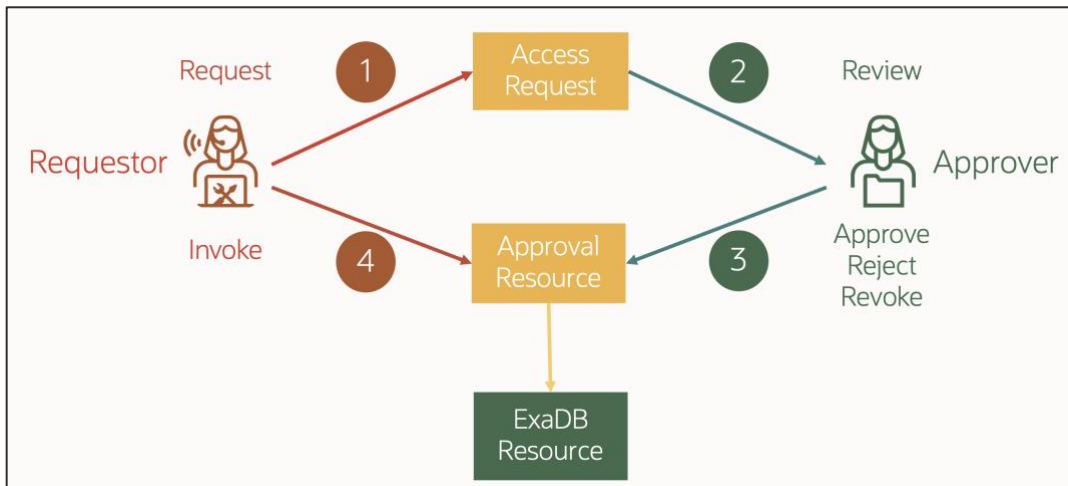 Request
1
Access
Request
2
Review
Requestor
Approver
Invoke
4
Approval
Resource
3
Approve
Reject
Revoke
ExaDB
Resource